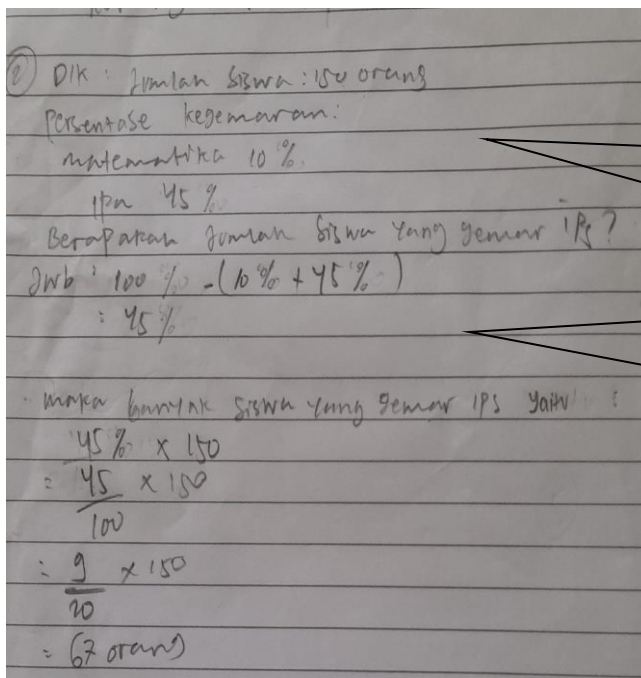 2 Dik : Jumlah siswa : 150 orang
Persentase kegemaran :
matematika 10 %
ipa 45 %
Berapakah Jumlah siswa yang gemar iPs ?
Jwb : 100 % - ( 10 % + 45 % )
: 45 %
maka banyak siswa yang gemar IPS yaitu :
45 % × 150
= 45 × 150
100
= 9 × 150
20
= 67 orang